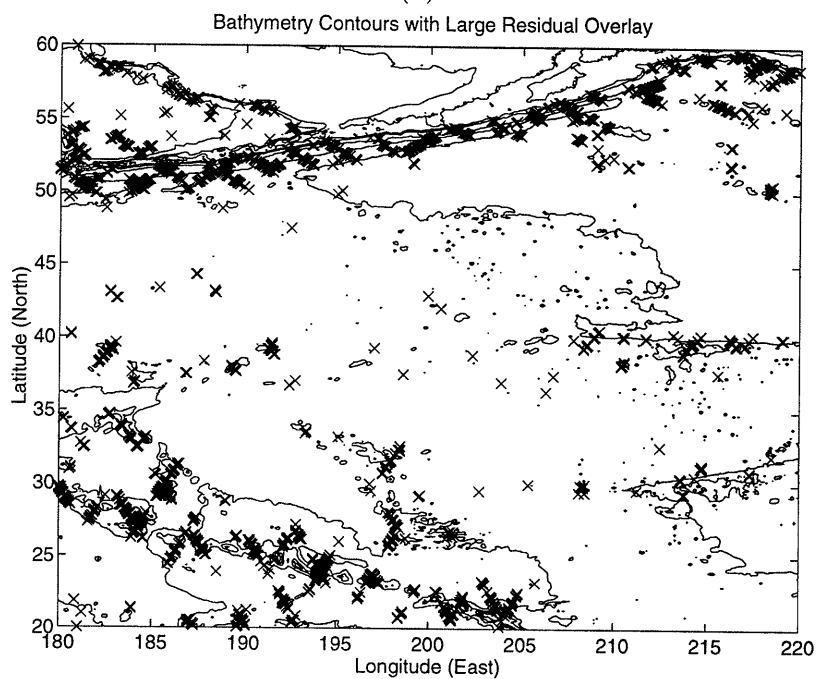 Bathymetry Contours with Large Residual Overlay
60
55
50
45
40
35
30
25
20
Latitude (North)
180 185 190 195 200 205 210 215 220
Longitude (East)